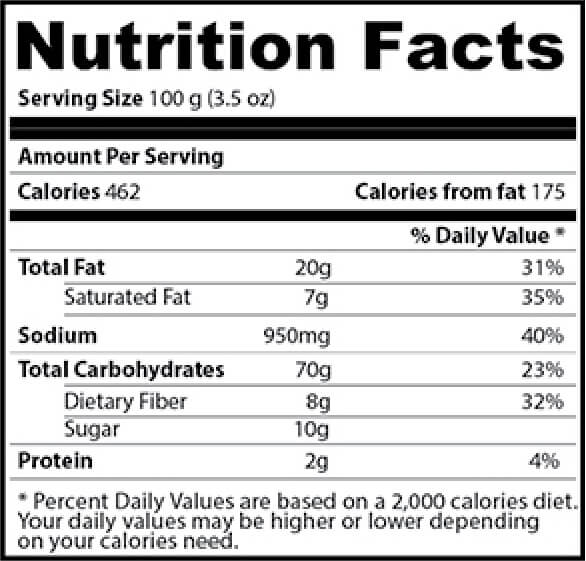 Nutrition Facts
Serving Size 100 g (3.5 oz)
Amount Per Serving
Calories 462 Calories from fat 175
% Daily Value *
Total Fat 20g 31%
Saturated Fat 7g 35%
Sodium 950mg 40%
Total Carbohydrates 70g 23%
Dietary Fiber 8g 32%
Sugar 10g
Protein 2g 4%
* Percent Daily Values are based on a 2,000 calories diet.
Your daily values may be higher or lower depending
on your calories need.